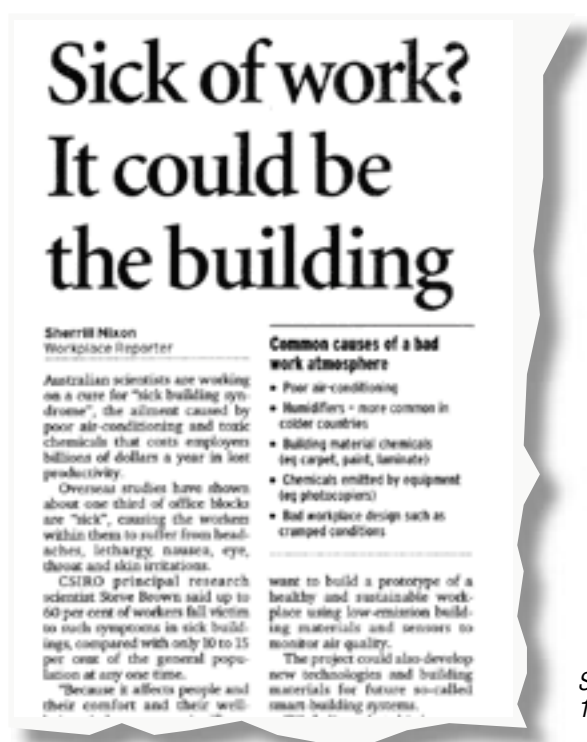 Sick of work?
It could be
the building
Sherrill Nixon
Workplace Reporter
Australian scientists are working
on a cure for "sick building syn-
drome", the ailment caused by
poor air-conditioning and toxic
chemicals that costs employers
billions of dollars a year in lost
productivity.
Overseas studies have shown
about one third of office blocks
are "sick", causing the workers
within them to suffer from head-
aches, lethargy, nausea, eye,
throat and skin irritations.
CSIRO principal research
scientist Steve Brown said up to
60 per cent of workers fall victim
to such symptoms in sick build-
ings, compared with only 10 to 15
per cent of the general popu-
lation at any one time.
"Because it affects people and
their comfort and their well-
Common causes of a bad
work atmosphere
• Poor air-conditioning
• Humidifiers - more common in
colder countries
• Building material chemicals
(eg carpet, paint, laminate)
• Chemicals emitted by equipment
(eg photocopiers)
• Bad workplace design such as
cramped conditions
want to build a prototype of a
healthy and sustainable work-
place using low-emission build-
ing materials and sensors to
monitor air quality.
The project could also develop
new technologies and building
materials for future so-called
smart building systems.
S
1